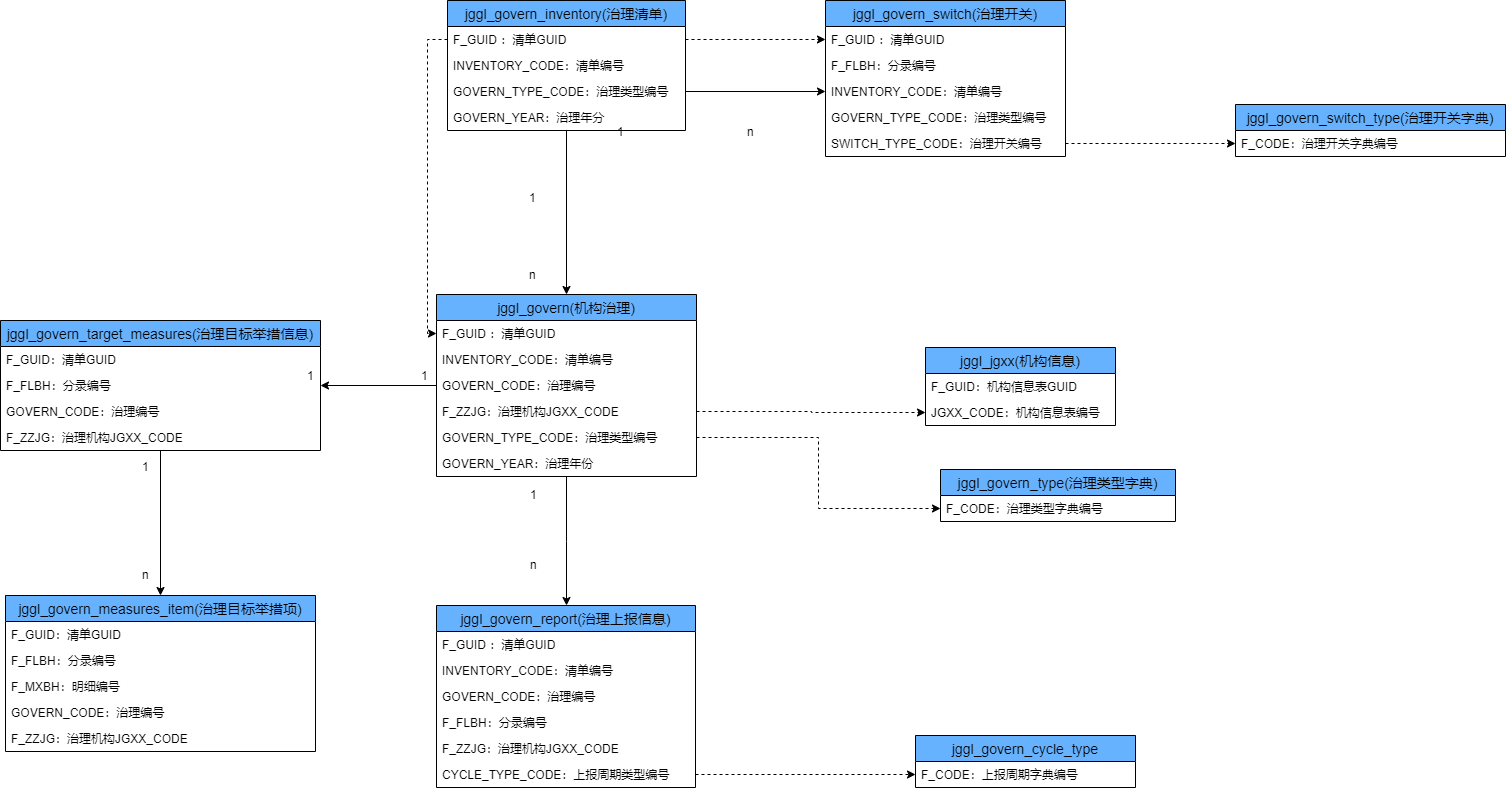 jggl_govern_inventory(治理清单)
F_GUID：清单GUID
INVENTORY_CODE：清单编号
GOVERN_TYPE_CODE：治理类型编号
GOVERN_YEAR：治理年分
jggl_govern_switch(治理开关)
F_GUID：清单GUID
F_FLBH：分录编号
INVENTORY_CODE：清单编号
GOVERN_TYPE_CODE：治理类型编号
SWITCH_TYPE_CODE：治理开关编号
jggl_govern_switch_type(治理开关字典)
F_CODE：治理开关字典编号
1
n
1
n
jggl_govern(机构治理)
F_GUID：清单GUID
INVENTORY_CODE：清单编号
GOVERN_CODE：治理编号
F_ZZJG：治理机构JGXX_CODE
GOVERN_TYPE_CODE：治理类型编号
GOVERN_YEAR：治理年份
jggl_govern_target_measures(治理目标举措信息)
F_GUID：清单GUID
F_FLBH：分录编号
GOVERN_CODE：治理编号
F_ZZJG：治理机构JGXX_CODE
1
1
jggl_jgxx(机构信息)
F_GUID：机构信息表GUID
JGXX_CODE：机构信息表编号
jggl_govern_type(治理类型字典)
F_CODE：治理类型字典编号
1
n
1
n
jggl_govern_measures_item(治理目标举措项)
F_GUID：清单GUID
F_FLBH：分录编号
F_MXBH：明细编号
GOVERN_CODE：治理编号
F_ZZJG：治理机构JGXX_CODE
jggl_govern_report(治理上报信息)
F_GUID：清单GUID
INVENTORY_CODE：清单编号
GOVERN_CODE：治理编号
F_FLBH：分录编号
F_ZZJG：治理机构JGXX_CODE
CYCLE_TYPE_CODE：上报周期类型编号
jggl_govern_cycle_type
F_CODE：上报周期字典编号